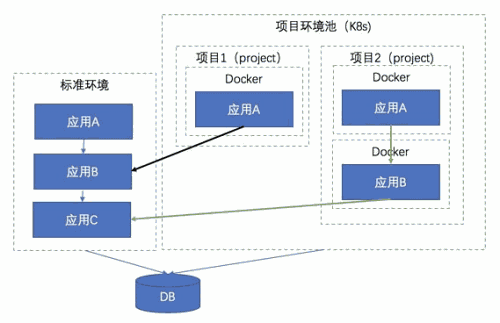 项目环境池（K8s)
项目1（project）
项目2（project)
Docker
Docker
标准环境
应用A
应用A
应用A
Docker
应用B
应用B
应用C
DB